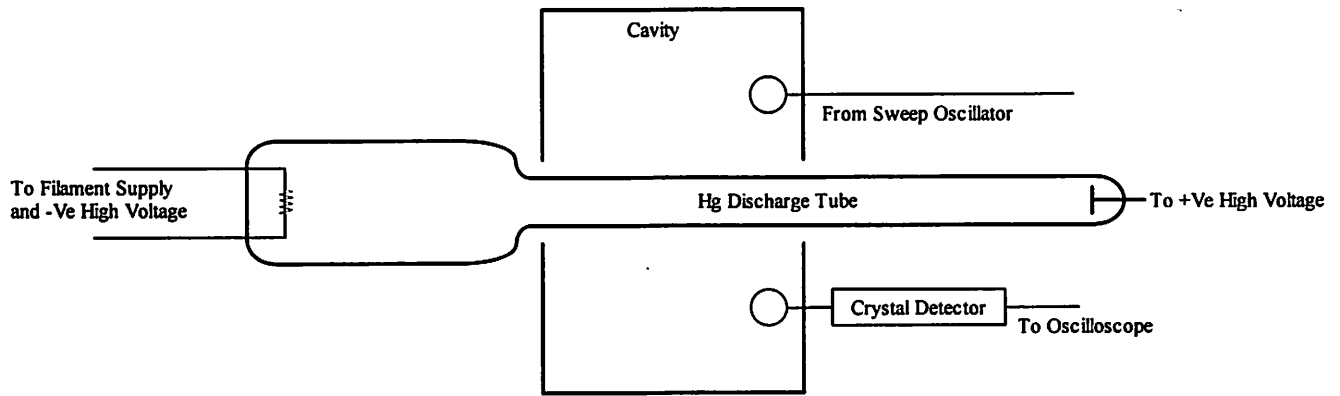 Cavity
From Sweep Oscillator
To Filament Supply
and -Ve High Voltage
Hg Discharge Tube
To +Ve High Voltage
Crystal Detector
To Oscilloscope